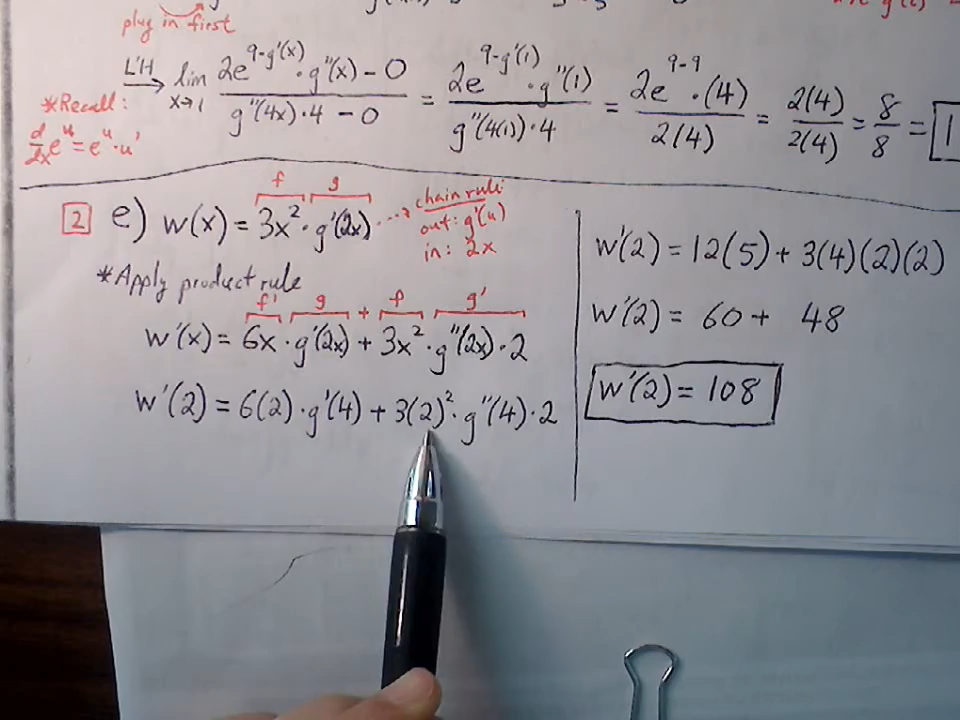 plug in first
L'H → lim x→1 (2e^(9-g'(x)) · g''(x) - 0)/(g''(4x)·4 - 0) = (2e^(9-g'(1)) · g''(1))/(g''(4(1))·4) = (2e^(9-9) · (4))/(2(4)) = 2(4)/2(4) = 8/8 = 1
*Recall:
d/dx e^u = e^u · u'
f g
2 e) w(x) = 3x² · g'(2x) ⋯→ chain rule
out: g'(u)
in: 2x
*Apply product rule
f' g + f g'
w'(x) = 6x · g'(2x) + 3x² · g''(2x) · 2
w'(2) = 6(2) · g'(4) + 3(2)² · g''(4) · 2
w'(2) = 12(5) + 3(4)(2)(2)
w'(2) = 60 + 48
w'(2) = 108